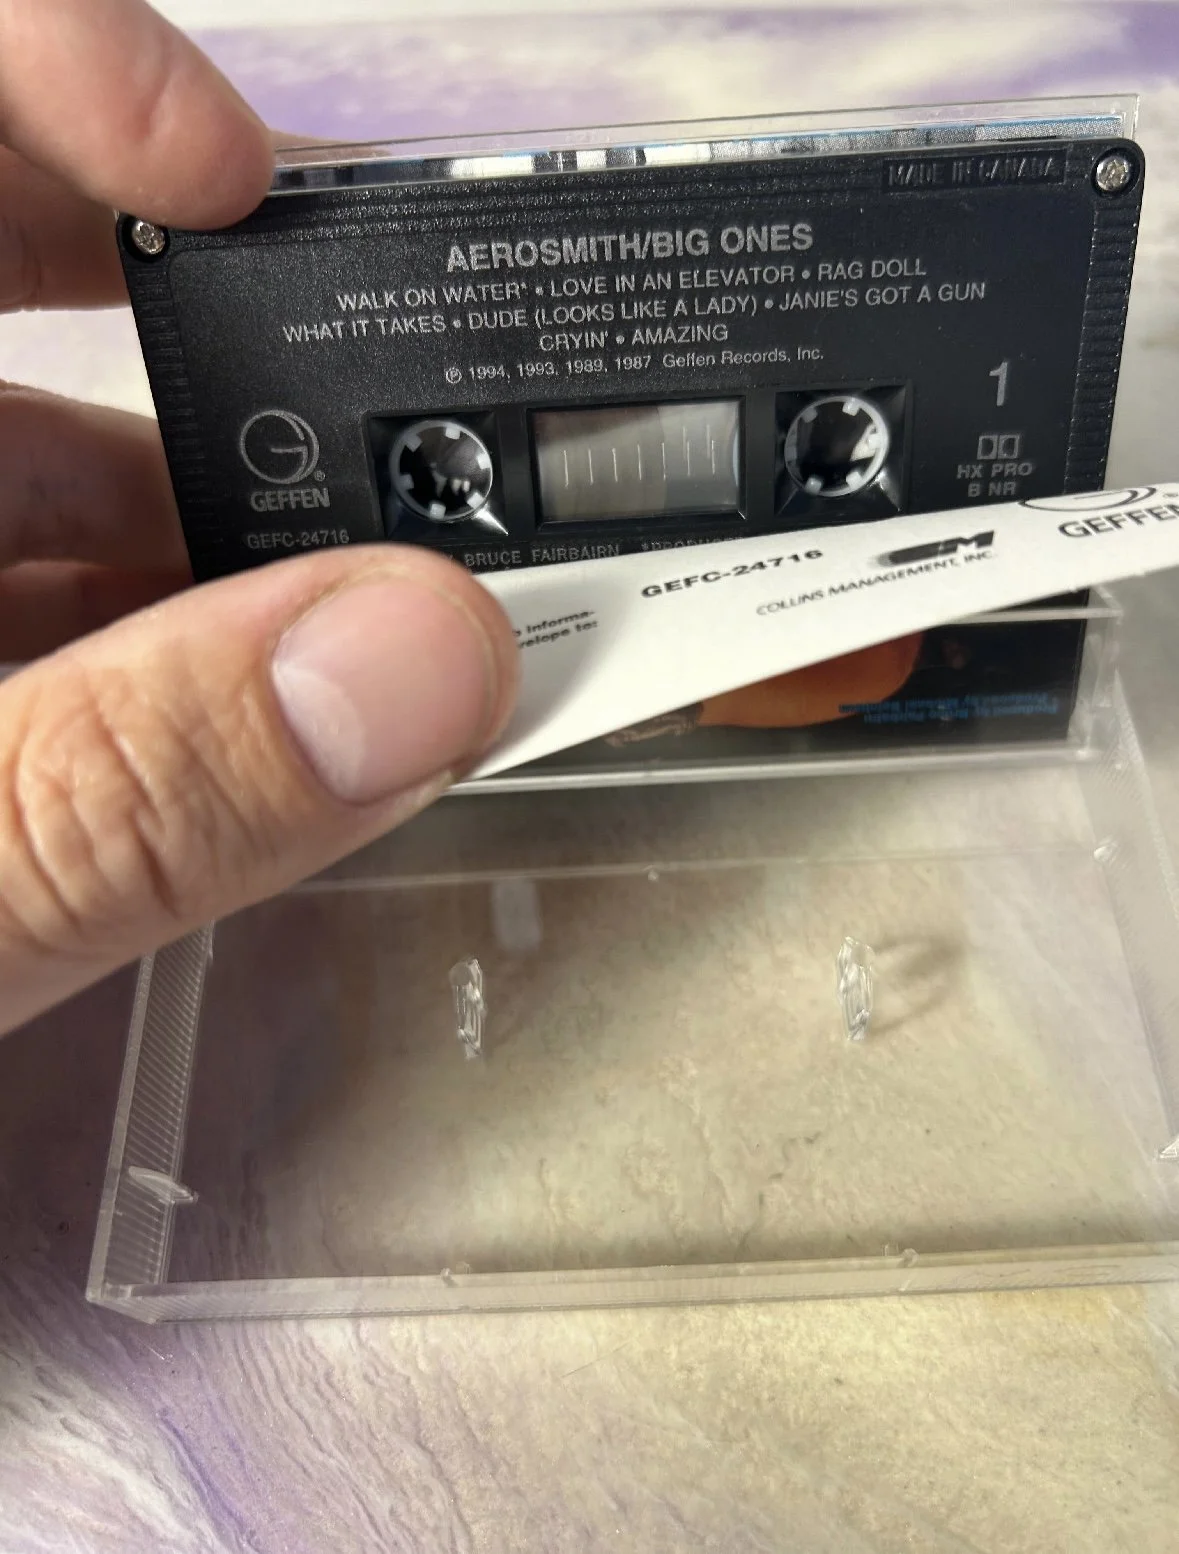 MADE IN CANADA
AEROSMITH/BIG ONES
WALK ON WATER* • LOVE IN AN ELEVATOR • RAG DOLL
WHAT IT TAKES • DUDE (LOOKS LIKE A LADY) • JANIE'S GOT A GUN
CRYIN' • AMAZING
℗ 1994, 1993, 1989, 1987 Geffen Records, Inc.
1
HX PRO
B NR
GEFFEN®
GEFC-24716
BRUCE FAIRBAIRN
GEFFEN
GEFC-24716
COLLINS MANAGEMENT, INC.
informa-
to: